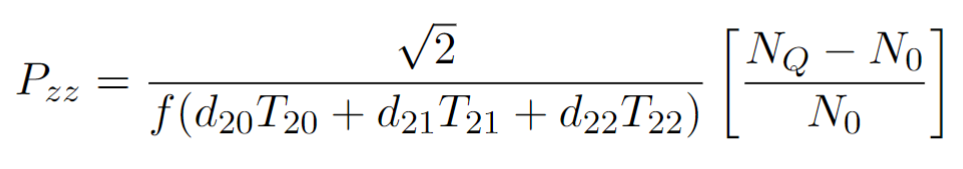 P_{zz} = \frac{\sqrt{2}}{f(d_{20}T_{20} + d_{21}T_{21} + d_{22}T_{22})} \left[ \frac{N_Q - N_0}{N_0} \right]